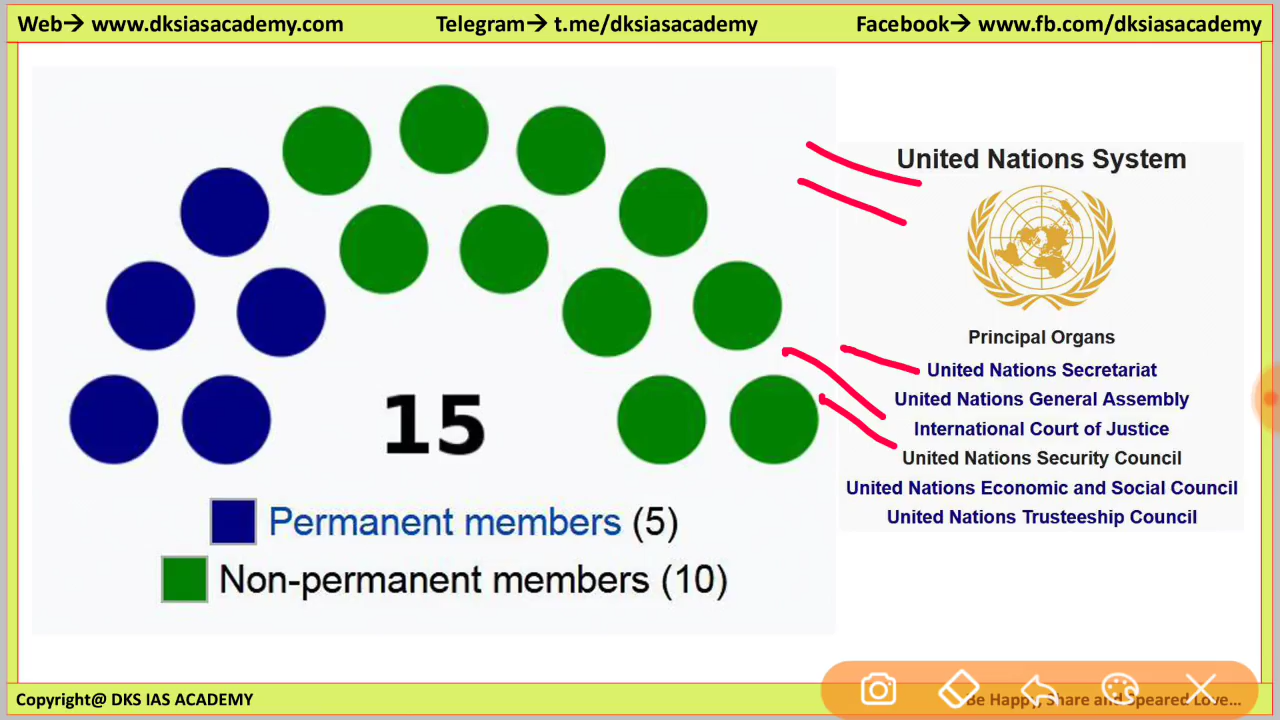 Web→ www.dksiasacademy.com
Telegram→ t.me/dksiasacademy
Facebook→ www.fb.com/dksiasacademy
15
Permanent members (5)
Non-permanent members (10)
United Nations System
Principal Organs
United Nations Secretariat
United Nations General Assembly
International Court of Justice
United Nations Security Council
United Nations Economic and Social Council
United Nations Trusteeship Council
Copyright@ DKS IAS ACADEMY
Be Happy, Share and Speared Love...